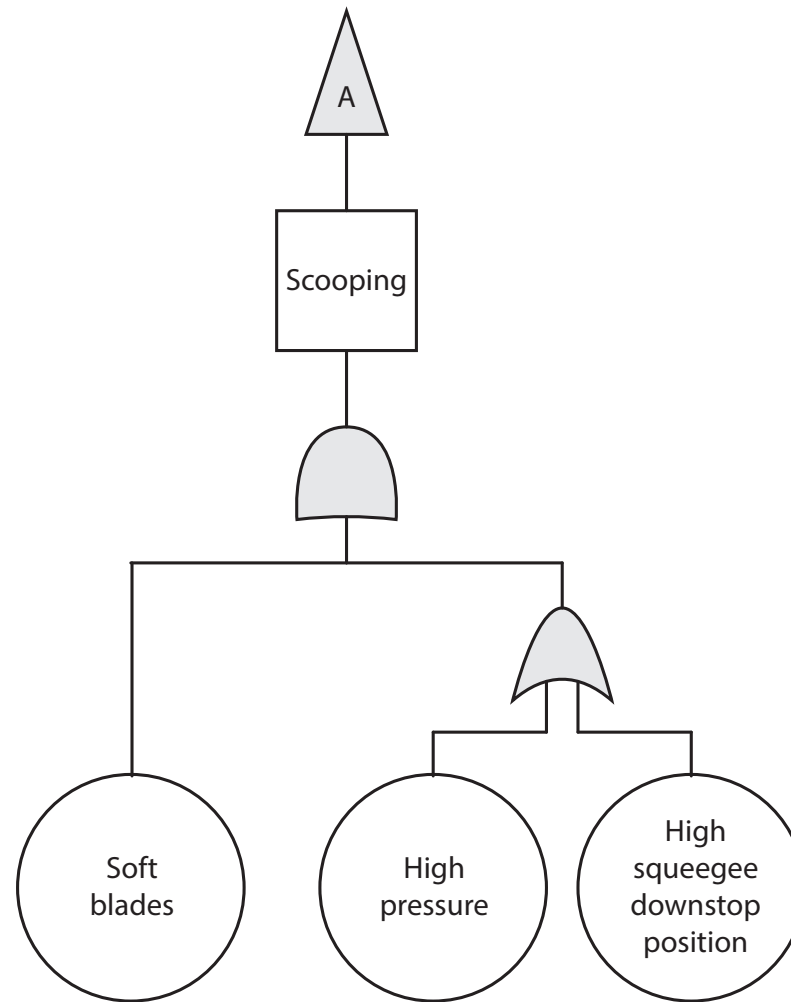 A
Scooping
Soft
blades
High
pressure
High
squeegee
downstop
position